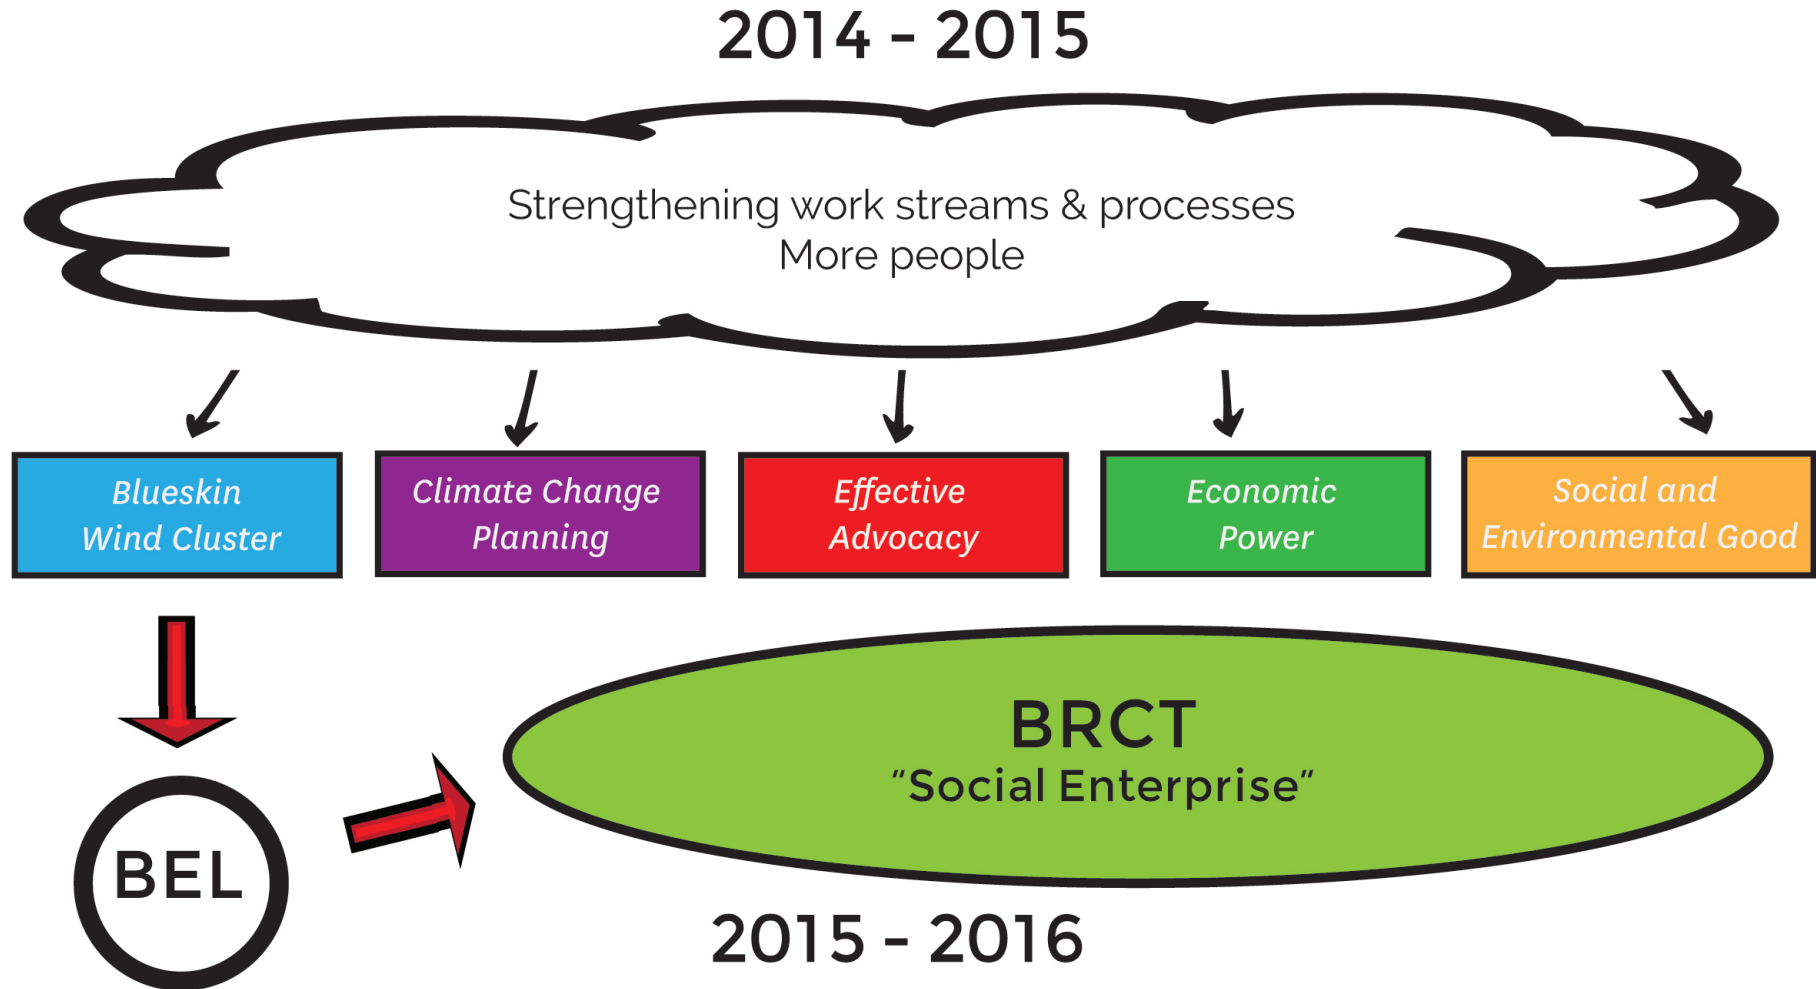 2014 - 2015
Strengthening work streams & processes
More people
Blueskin
Wind Cluster
Climate Change
Planning
Effective
Advocacy
Economic
Power
Social and
Environmental Good
BRCT
“Social Enterprise“
BEL
2015 - 2016